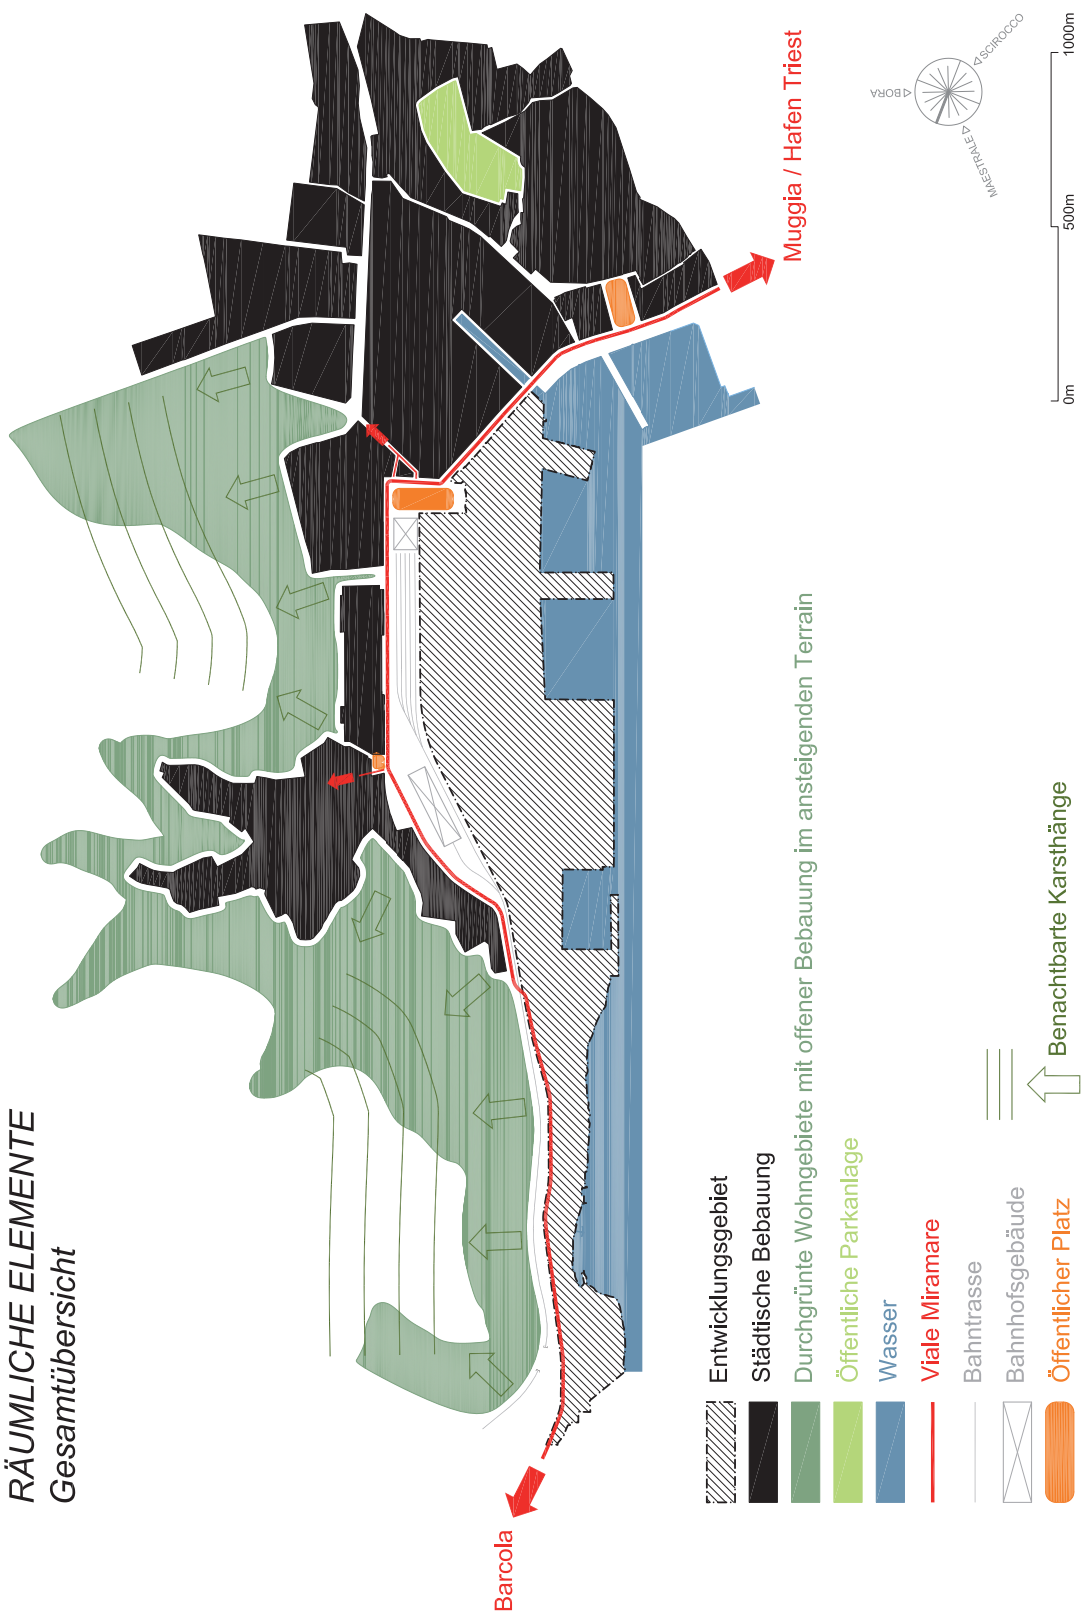 RÄUMLICHE ELEMENTE
Gesamtübersicht
Barcola
Muggia / Hafen Triest
BORA
SCIROCCO
MAESTRALE
0m
500m
1000m
Entwicklungsgebiet
Städtische Bebauung
Durchgrünte Wohngebiete mit offener Bebauung im ansteigenden Terrain
Öffentliche Parkanlage
Wasser
Viale Miramare
Bahntrasse
Bahnhofsgebäude
Öffentlicher Platz
Benachtbarte Karsthänge